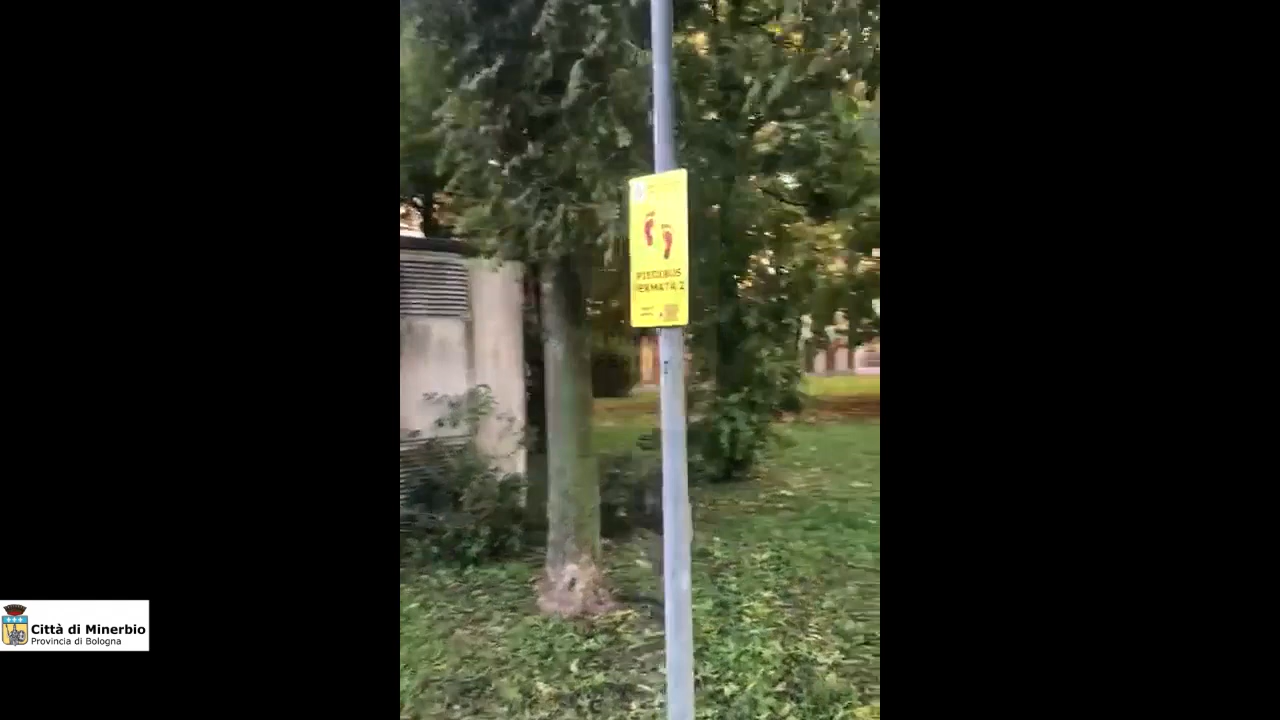 PIEDIBUS
FERMATA 2
Città di Minerbio
Provincia di Bologna